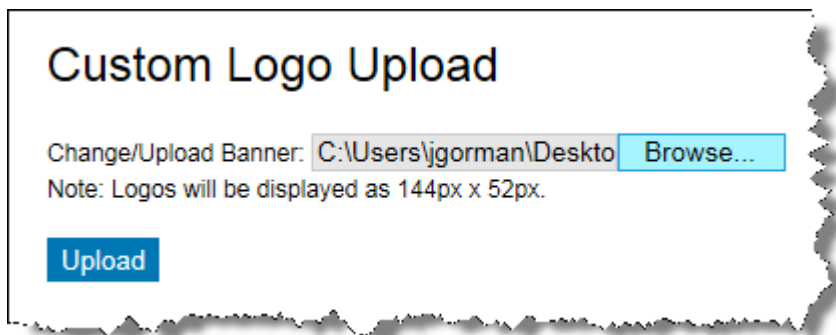 Custom Logo Upload
Change/Upload Banner: C:\Users\jgorman\Deskto Browse...
Note: Logos will be displayed as 144px x 52px.
Upload